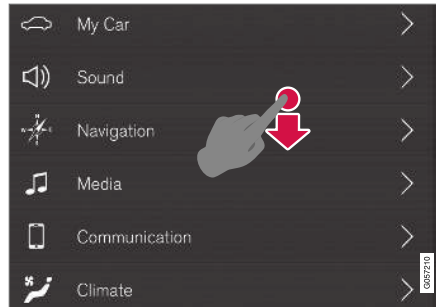 My Car
Sound
Navigation
Media
Communication
Climate
G057210